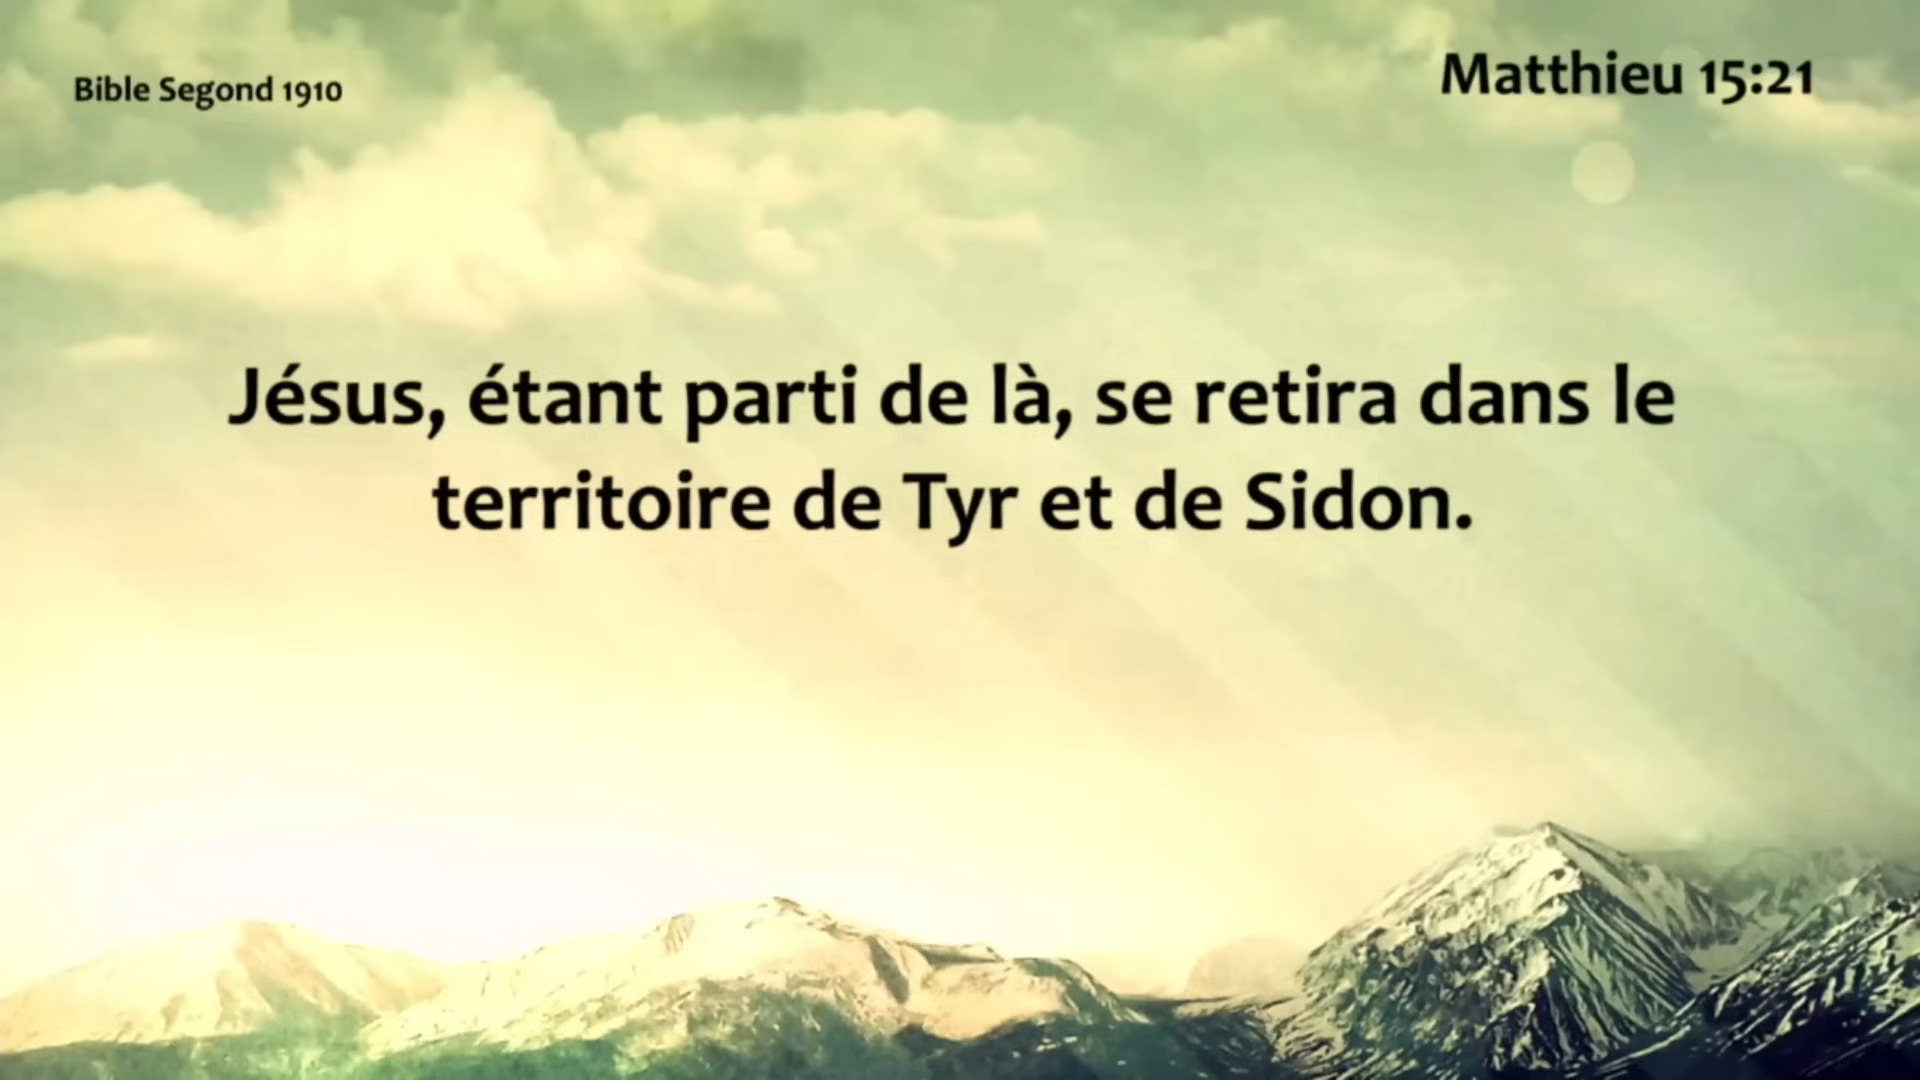 Bible Segond 1910
Matthieu 15:21
Jésus, étant parti de là, se retira dans le
territoire de Tyr et de Sidon.